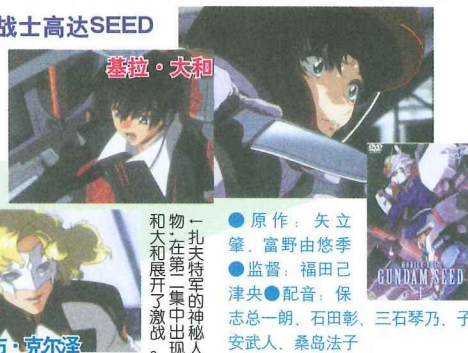 战士高达SEED
基拉·大和
←扎夫特军的神秘人
物，在第二集中出现
和大和展开了激战。
●原作：矢立
肇、富野由悠季
●监督：福田己
津央●配音：保
志总一朗、石田彰、三石琴乃、子
安武人、桑岛法子
克尔泽
GUNDAM SEED